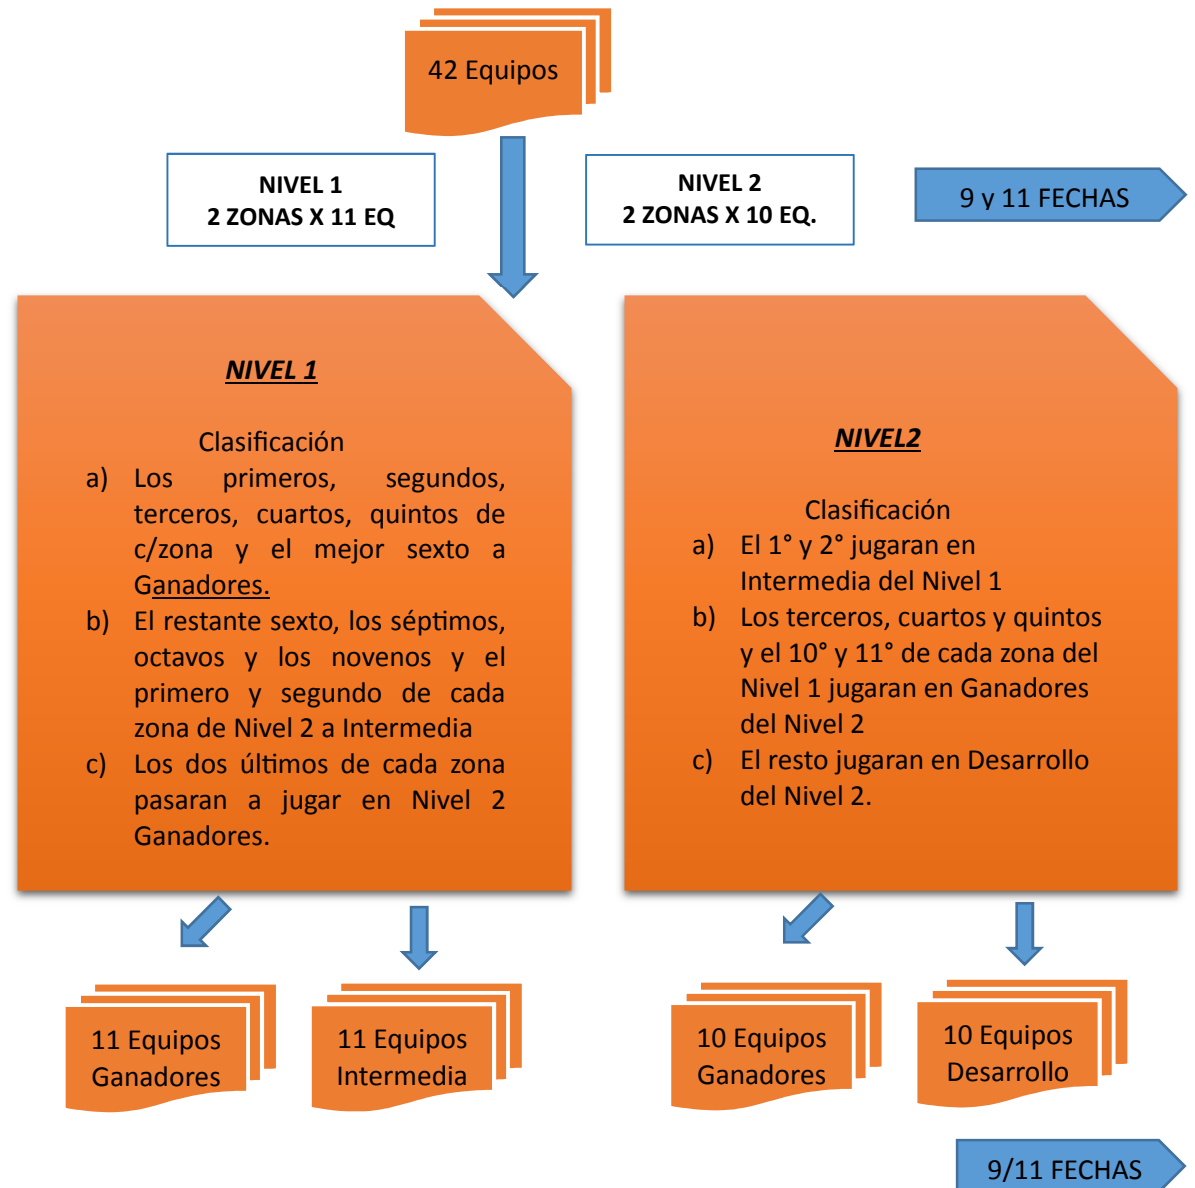 42 Equipos
NIVEL 1
2 ZONAS X 11 EQ
NIVEL 2
2 ZONAS X 10 EQ.
9 y 11 FECHAS
NIVEL 1
Clasificación
a) Los primeros, segundos,
terceros, cuartos, quintos de
c/zona y el mejor sexto a
Ganadores.
b) El restante sexto, los séptimos,
octavos y los novenos y el
primero y segundo de cada
zona de Nivel 2 a Intermedia
c) Los dos últimos de cada zona
pasaran a jugar en Nivel 2
Ganadores.
NIVEL2
Clasificación
a) El 1° y 2° jugaran en
Intermedia del Nivel 1
b) Los terceros, cuartos y quintos
y el 10° y 11° de cada zona del
Nivel 1 jugaran en Ganadores
del Nivel 2
c) El resto jugaran en Desarrollo
del Nivel 2.
11 Equipos
Ganadores
11 Equipos
Intermedia
10 Equipos
Ganadores
10 Equipos
Desarrollo
9/11 FECHAS